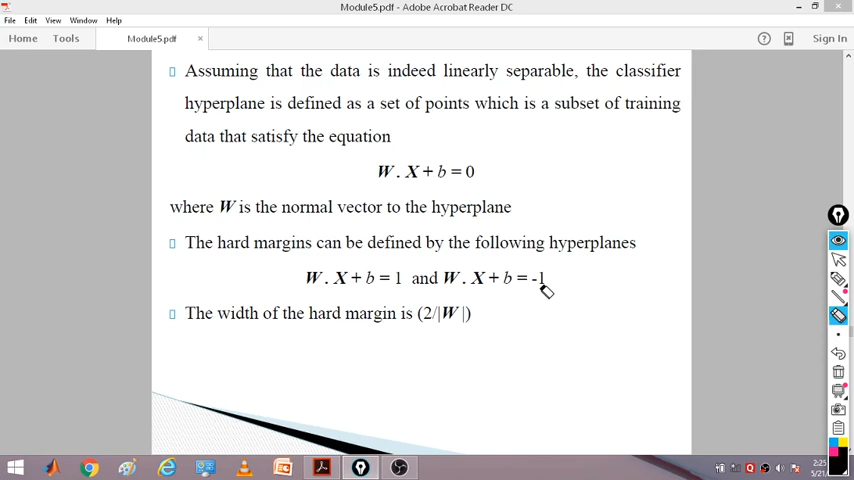 Module5.pdf - Adobe Acrobat Reader DC
File Edit View Window Help
Home Tools Module5.pdf × Sign In
Assuming that the data is indeed linearly separable, the classifier
hyperplane is defined as a set of points which is a subset of training
data that satisfy the equation
W . X + b = 0
where W is the normal vector to the hyperplane
The hard margins can be defined by the following hyperplanes
W . X + b = 1 and W . X + b = -1
The width of the hard margin is (2/|W |)